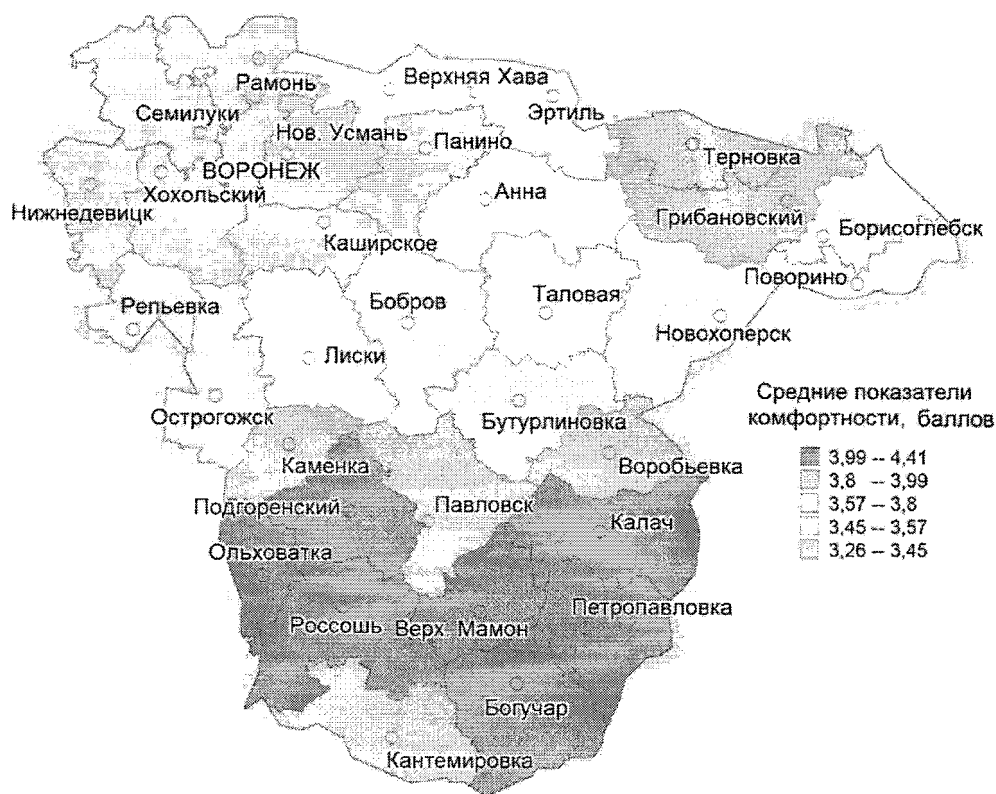 Рамонь
Верхняя Хава
Эртиль
Семилуки
Нов. Усмань
Панино
Терновка
ВОРОНЕЖ
Хохольский
Анна
Нижнедевицк
Грибановский
Борисоглебск
Каширское
Поворино
Репьевка
Бобров
Таловая
Новохоперск
Лиски
Острогожск
Бутурлиновка
Каменка
Воробьевка
Подгоренский
Павловск
Калач
Ольховатка
Петропавловка
Россошь
Верх. Мамон
Богучар
Кантемировка
Средние показатели
комфортности, баллов
3,99 – 4,41
3,8 – 3,99
3,57 – 3,8
3,45 – 3,57
3,26 – 3,45